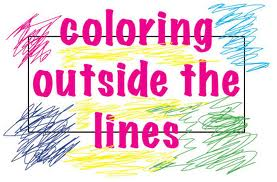 coloring
outside the
lines